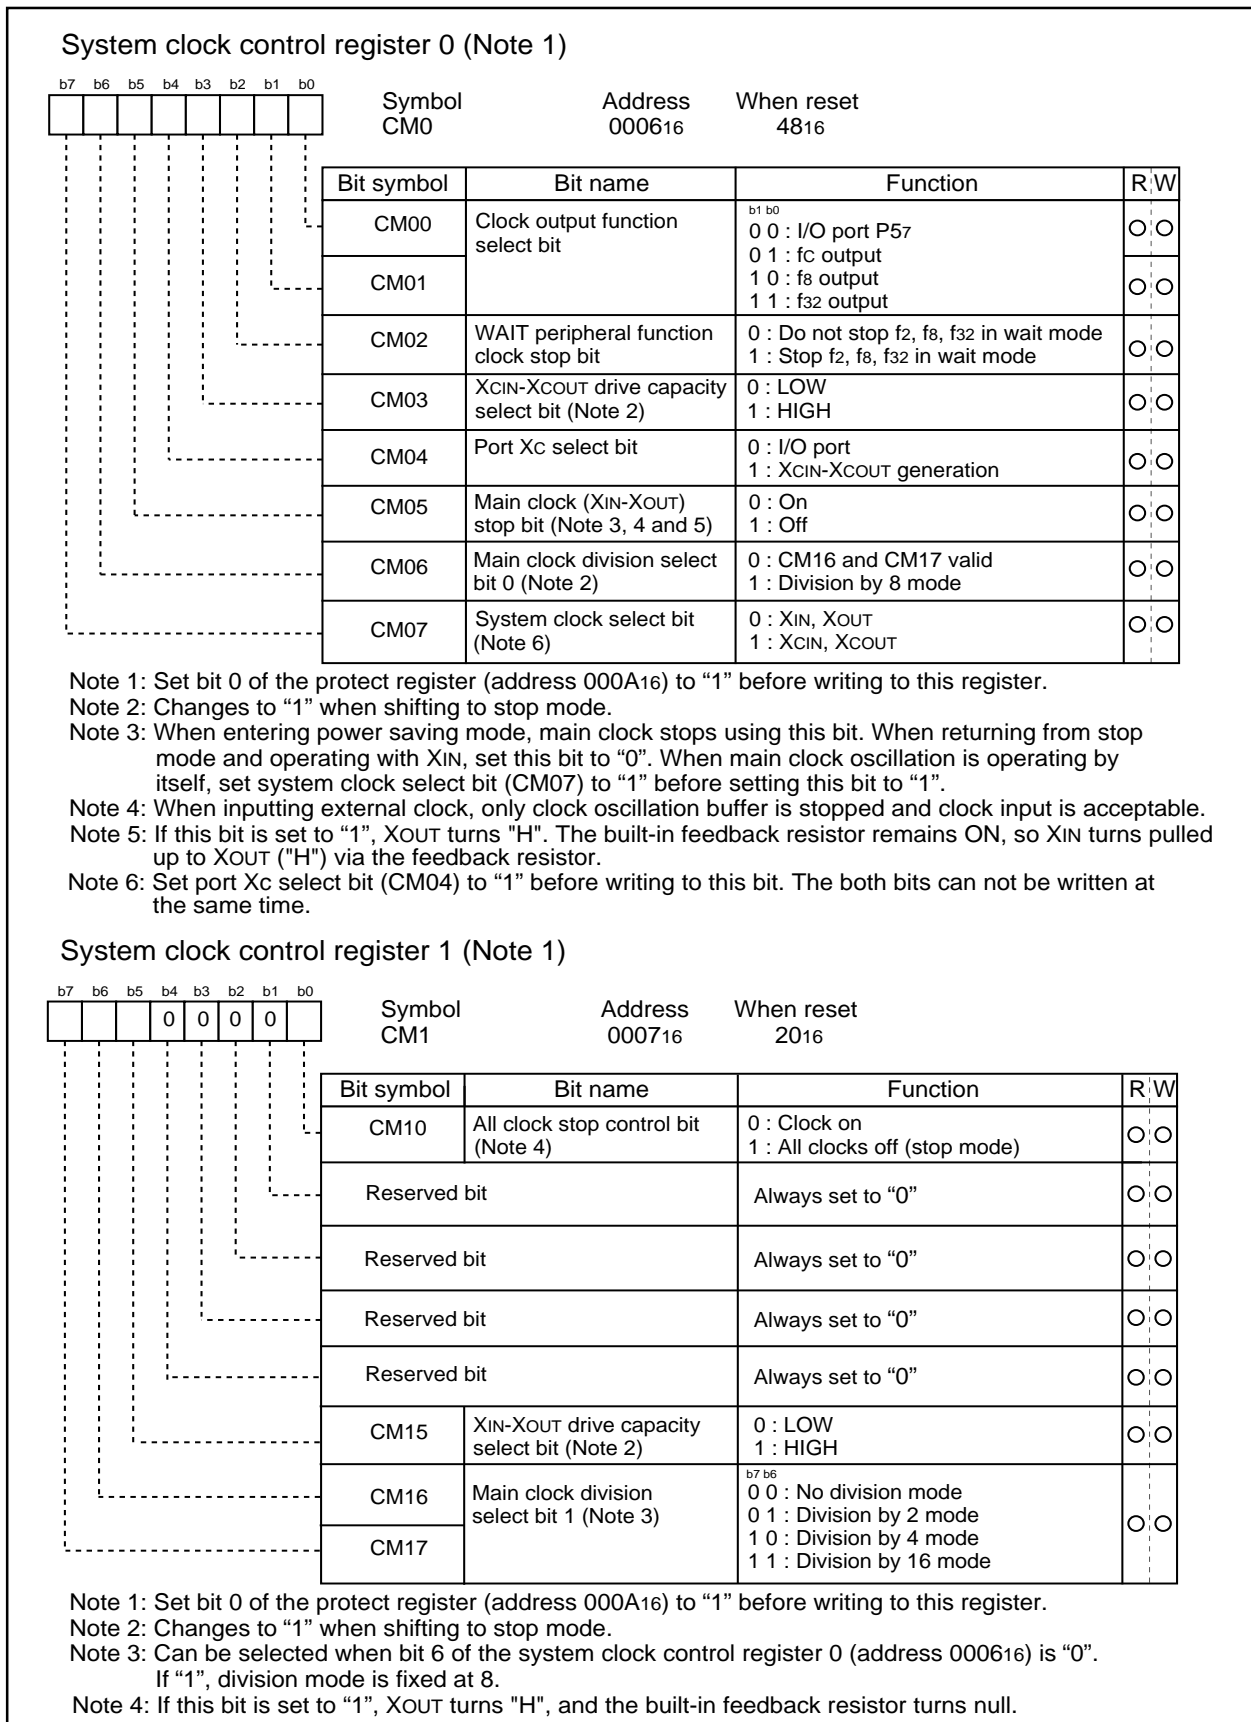 System clock control register 0 (Note 1)
b7 b6 b5 b4 b3 b2 b1 b0
Symbol Address When reset
CM0 000616 4816
Bit symbol Bit name Function R W
CM00 Clock output function select bit
b1 b0
0 0 : I/O port P57
0 1 : fC output
1 0 : f8 output
1 1 : f32 output
CM01
CM02 WAIT peripheral function clock stop bit
0 : Do not stop f2, f8, f32 in wait mode
1 : Stop f2, f8, f32 in wait mode
CM03 XCIN-XCOUT drive capacity select bit (Note 2)
0 : LOW
1 : HIGH
CM04 Port XC select bit
0 : I/O port
1 : XCIN-XCOUT generation
CM05 Main clock (XIN-XOUT) stop bit (Note 3, 4 and 5)
0 : On
1 : Off
CM06 Main clock division select bit 0 (Note 2)
0 : CM16 and CM17 valid
1 : Division by 8 mode
CM07 System clock select bit (Note 6)
0 : XIN, XOUT
1 : XCIN, XCOUT
Note 1: Set bit 0 of the protect register (address 000A16) to “1” before writing to this register.
Note 2: Changes to “1” when shifting to stop mode.
Note 3: When entering power saving mode, main clock stops using this bit. When returning from stop
mode and operating with XIN, set this bit to “0”. When main clock oscillation is operating by
itself, set system clock select bit (CM07) to “1” before setting this bit to “1”.
Note 4: When inputting external clock, only clock oscillation buffer is stopped and clock input is acceptable.
Note 5: If this bit is set to “1”, XOUT turns "H". The built-in feedback resistor remains ON, so XIN turns pulled
up to XOUT ("H") via the feedback resistor.
Note 6: Set port Xc select bit (CM04) to “1” before writing to this bit. The both bits can not be written at
the same time.
System clock control register 1 (Note 1)
b7 b6 b5 b4 b3 b2 b1 b0
0 0 0 0
Symbol Address When reset
CM1 000716 2016
Bit symbol Bit name Function R W
CM10 All clock stop control bit (Note 4)
0 : Clock on
1 : All clocks off (stop mode)
Reserved bit Always set to “0”
Reserved bit Always set to “0”
Reserved bit Always set to “0”
Reserved bit Always set to “0”
CM15 XIN-XOUT drive capacity select bit (Note 2)
0 : LOW
1 : HIGH
CM16 Main clock division select bit 1 (Note 3)
b7 b6
0 0 : No division mode
0 1 : Division by 2 mode
1 0 : Division by 4 mode
1 1 : Division by 16 mode
CM17
Note 1: Set bit 0 of the protect register (address 000A16) to “1” before writing to this register.
Note 2: Changes to “1” when shifting to stop mode.
Note 3: Can be selected when bit 6 of the system clock control register 0 (address 000616) is “0”.
If “1”, division mode is fixed at 8.
Note 4: If this bit is set to “1”, XOUT turns "H", and the built-in feedback resistor turns null.